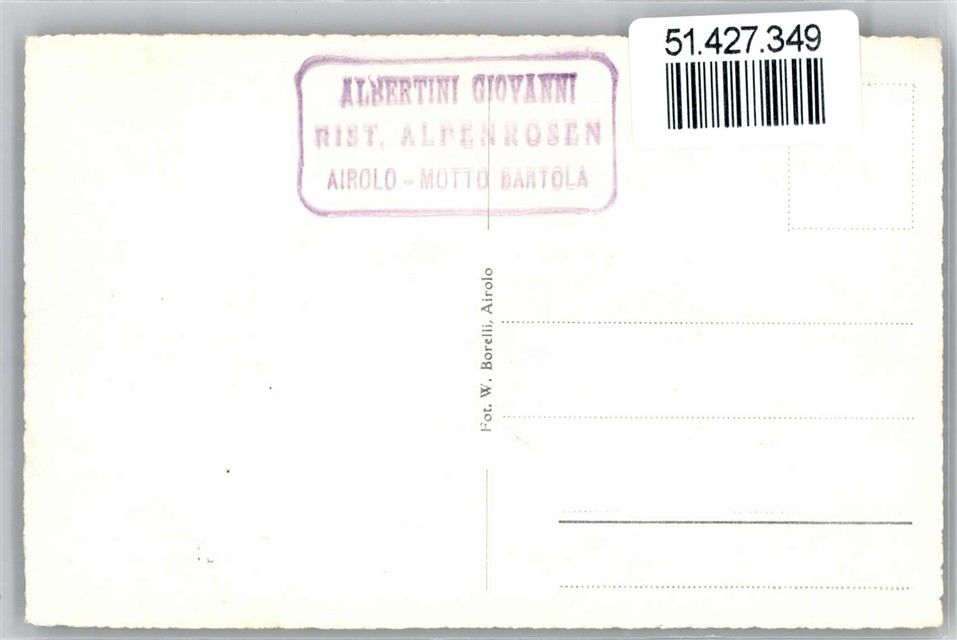 51.427.349
ALBERTINI GIOVANNI
RIST. ALPENROSEN
AIROLO - MOTTO BARTOLA
Fot. W. Borelli, Airolo